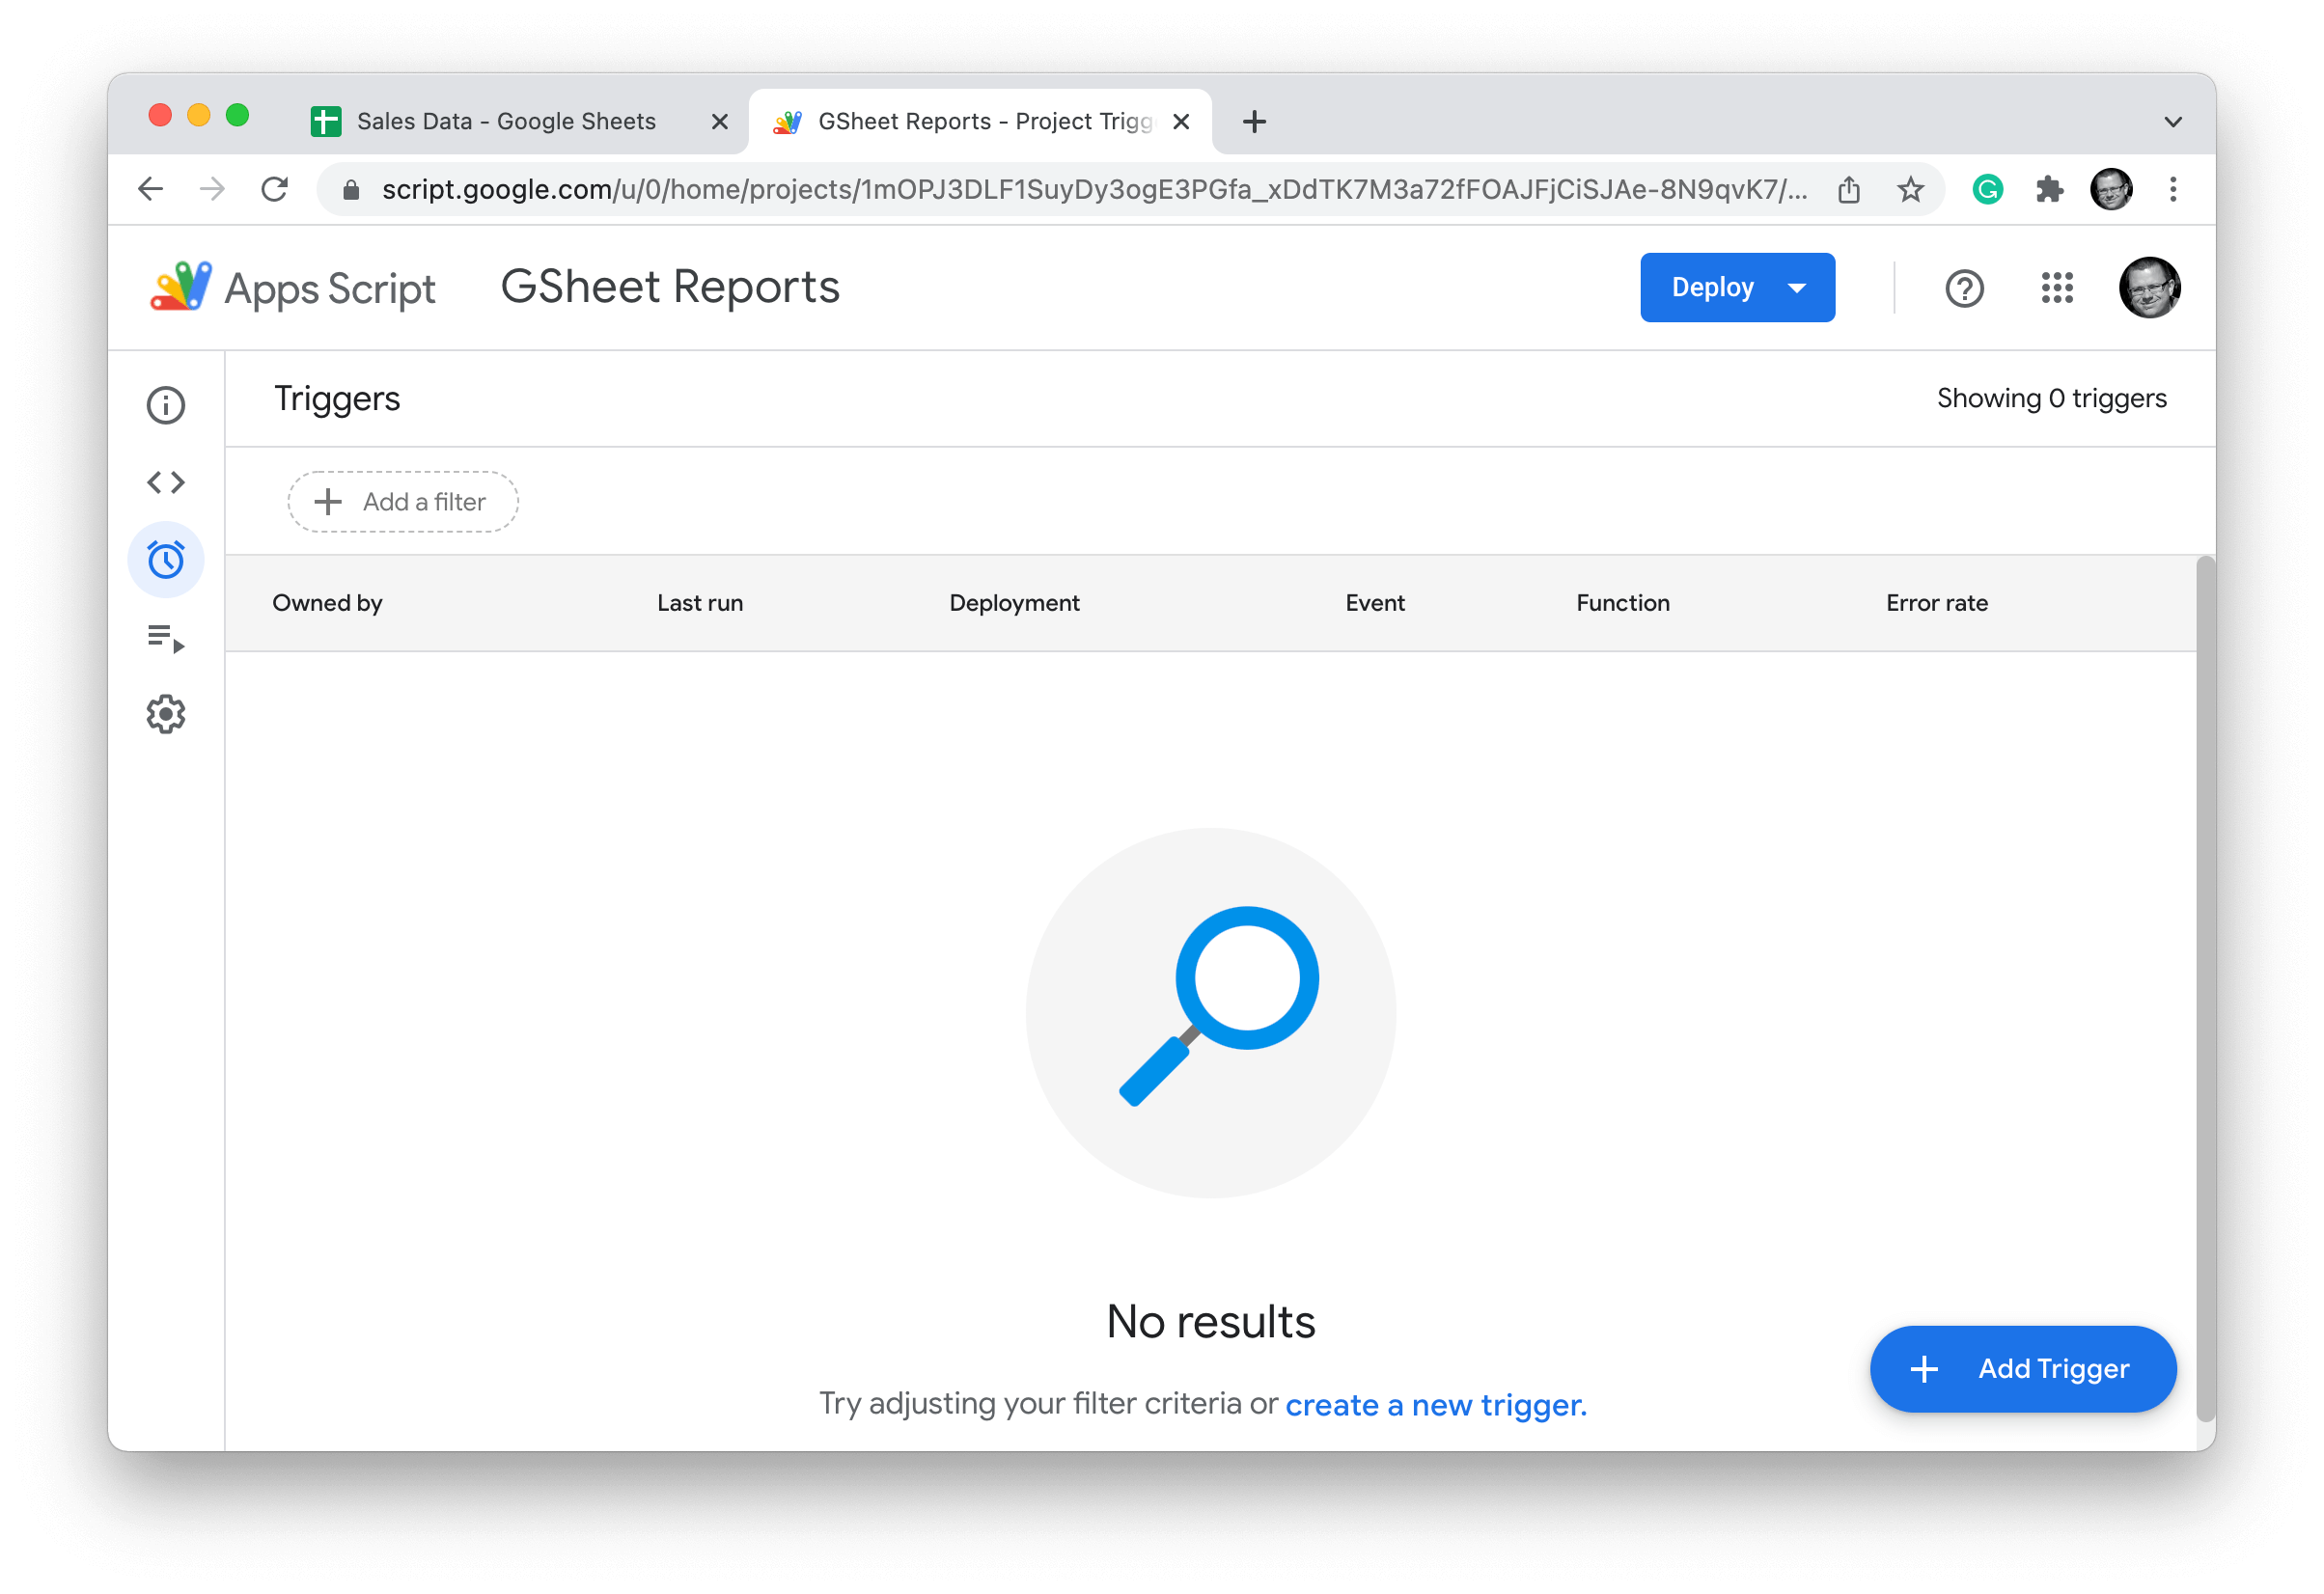 Sales Data - Google Sheets
GSheet Reports - Project Trigg
script.google.com/u/0/home/projects/1mOPJ3DLF1SuyDy3ogE3PGfa_xDdTK7M3a72fFOAJFjCiSJAe-8N9qvK7/...
Apps Script
GSheet Reports
Deploy
Triggers
Showing 0 triggers
Add a filter
Owned by
Last run
Deployment
Event
Function
Error rate
No results
Try adjusting your filter criteria or create a new trigger.
Add Trigger